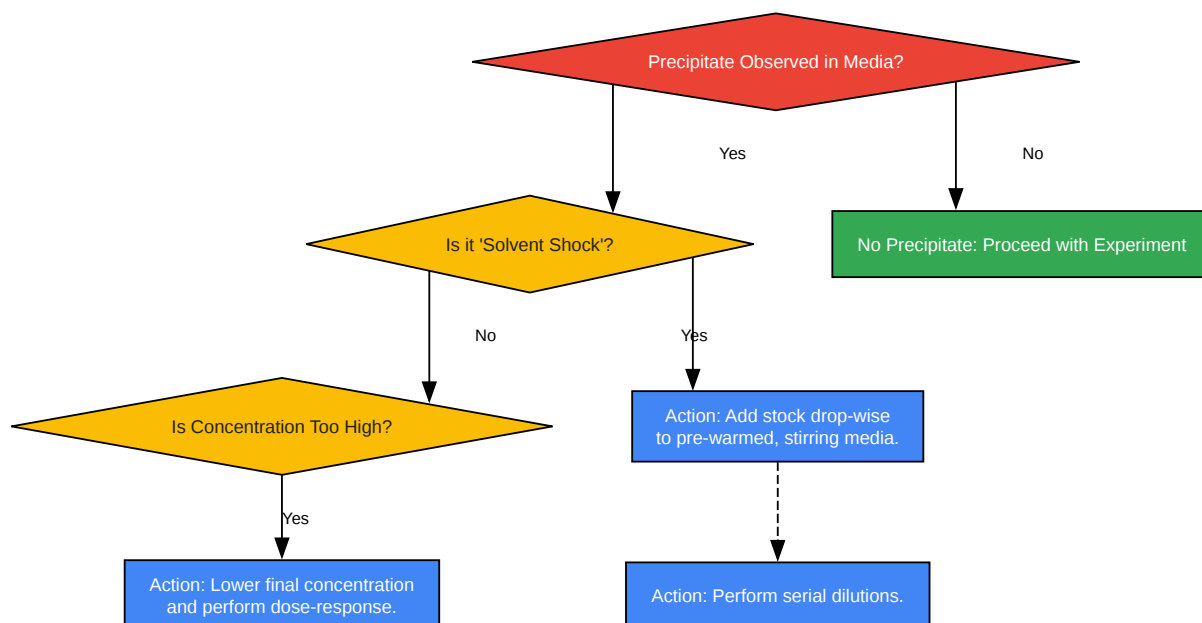 Precipitate Observed in Media?
Yes
No
Is it 'Solvent Shock'?
No Precipitate: Proceed with Experiment
No
Yes
Is Concentration Too High?
Action: Add stock drop-wise
to pre-warmed, stirring media.
Yes
Action: Lower final concentration
and perform dose-response.
Action: Perform serial dilutions.